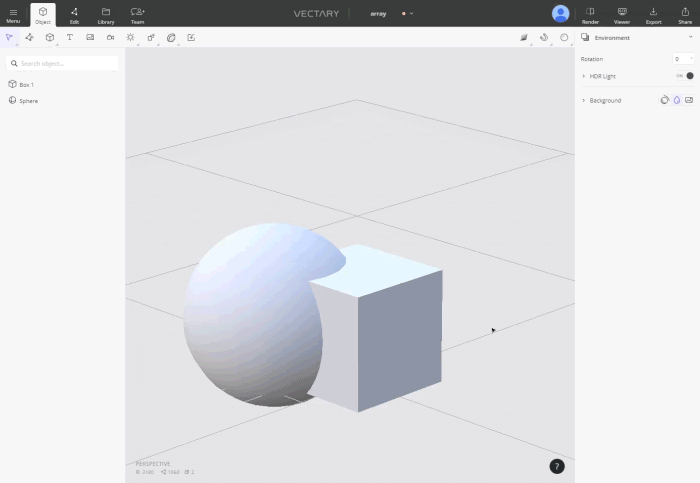 Menu
Object
Edit
Library
Team
VECTARY
array
Render
Viewer
Export
Share
Search object...
Box 1
Sphere
Environment
Rotation
0
HDR Light
ON
Background
PERSPECTIVE
?